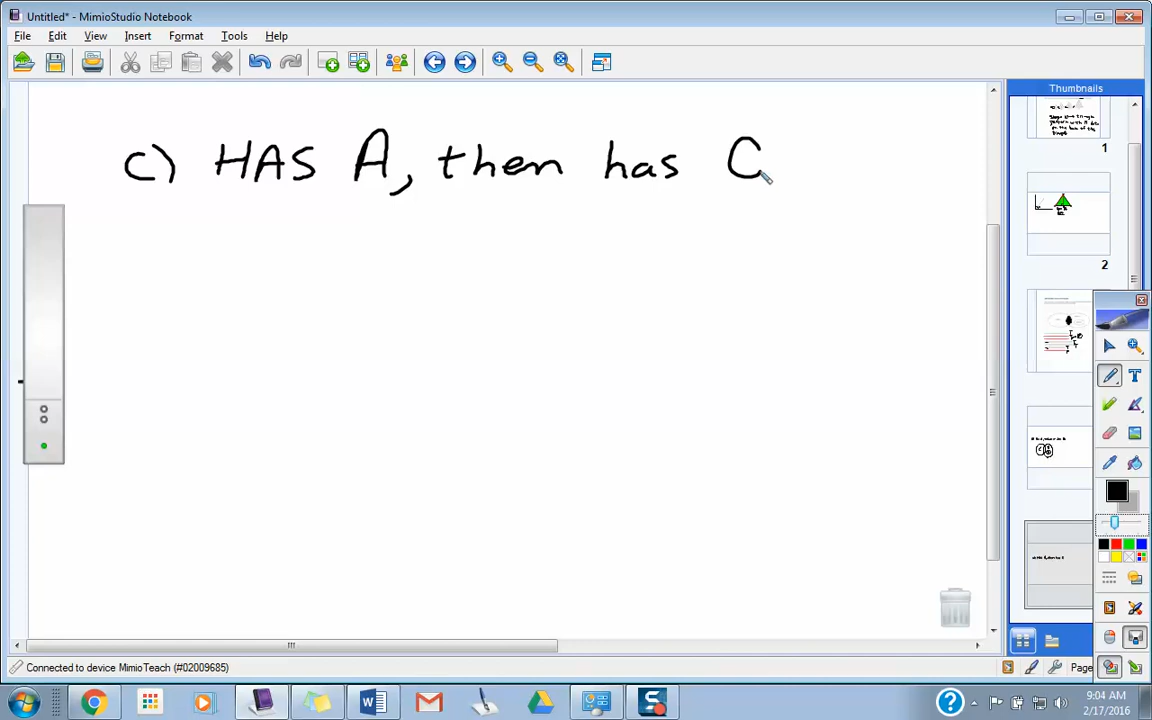 Untitled* - MimioStudio Notebook
File Edit View Insert Format Tools Help
Thumbnails
c) HAS A, then has C
1
2
Connected to device MimioTeach (#02009685)
Page
9:04 AM
2/17/2016